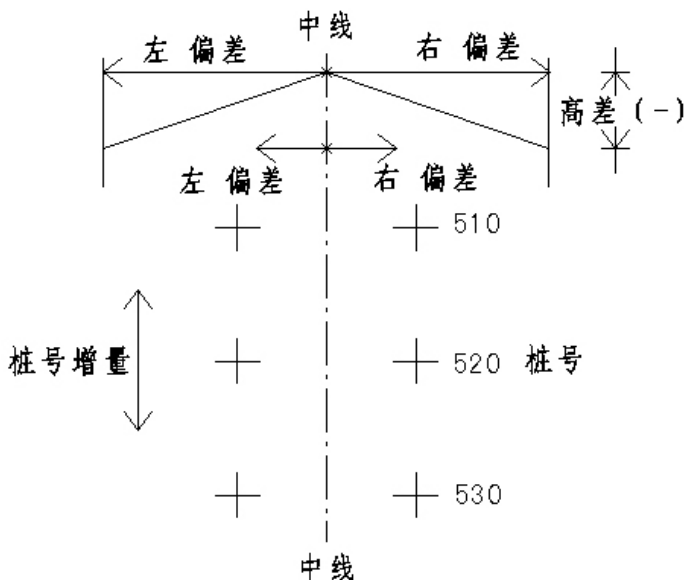 中线
左 偏差
右 偏差
高差 (-)
左 偏差
右 偏差
510
桩号增量
520
桩号
530
中线